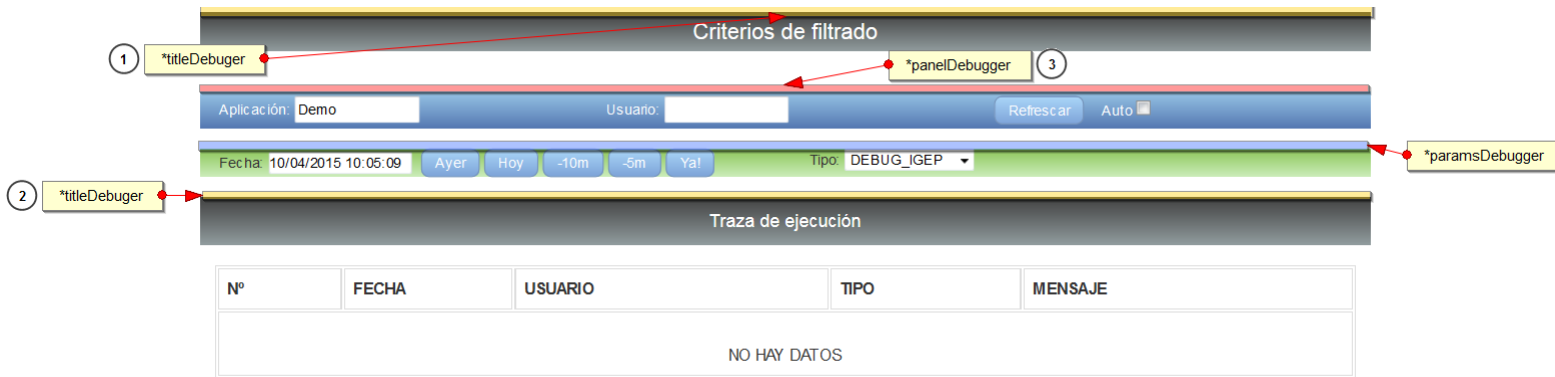 Criterios de filtrado
1 *titleDebuger
*panelDebugger 3
Aplicación: Demo Usuario: Refrescar Auto
Fecha: 10/04/2015 10:05:09 Ayer Hoy -10m -5m Ya! Tipo: DEBUG_IGEP
*paramsDebugger
2 *titleDebuger
Traza de ejecución
Nº FECHA USUARIO TIPO MENSAJE
NO HAY DATOS